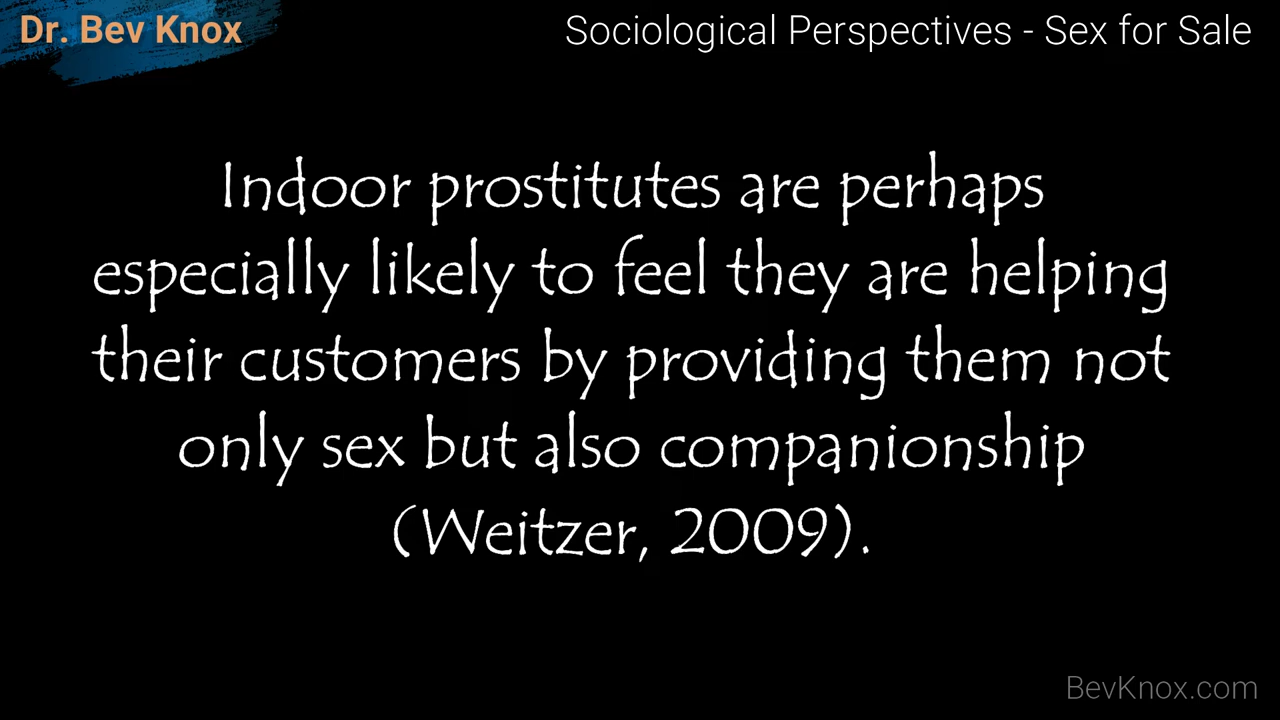 Dr. Bev Knox
Sociological Perspectives - Sex for Sale
Indoor prostitutes are perhaps
especially likely to feel they are helping
their customers by providing them not
only sex but also companionship
(Weitzer, 2009).
BevKnox.com